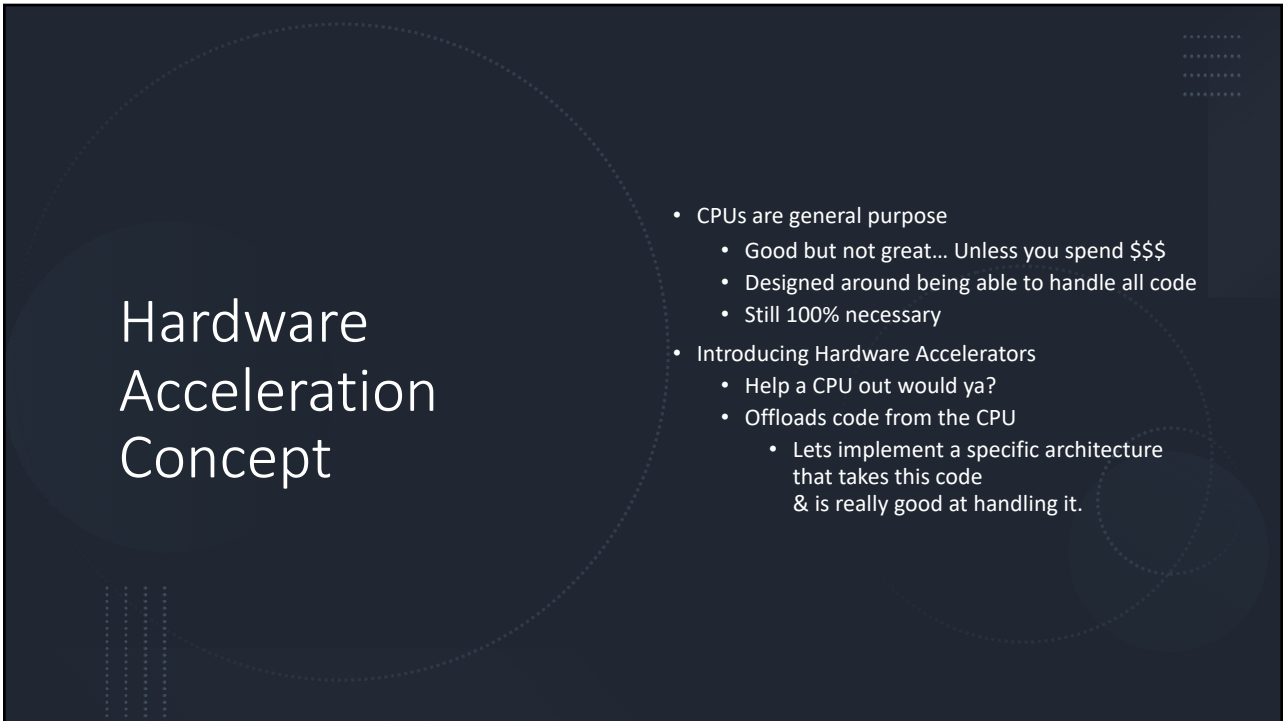 Hardware
Acceleration
Concept
• CPUs are general purpose
• Good but not great… Unless you spend $$$
• Designed around being able to handle all code
• Still 100% necessary
• Introducing Hardware Accelerators
• Help a CPU out would ya?
• Offloads code from the CPU
• Lets implement a specific architecture
that takes this code
& is really good at handling it.